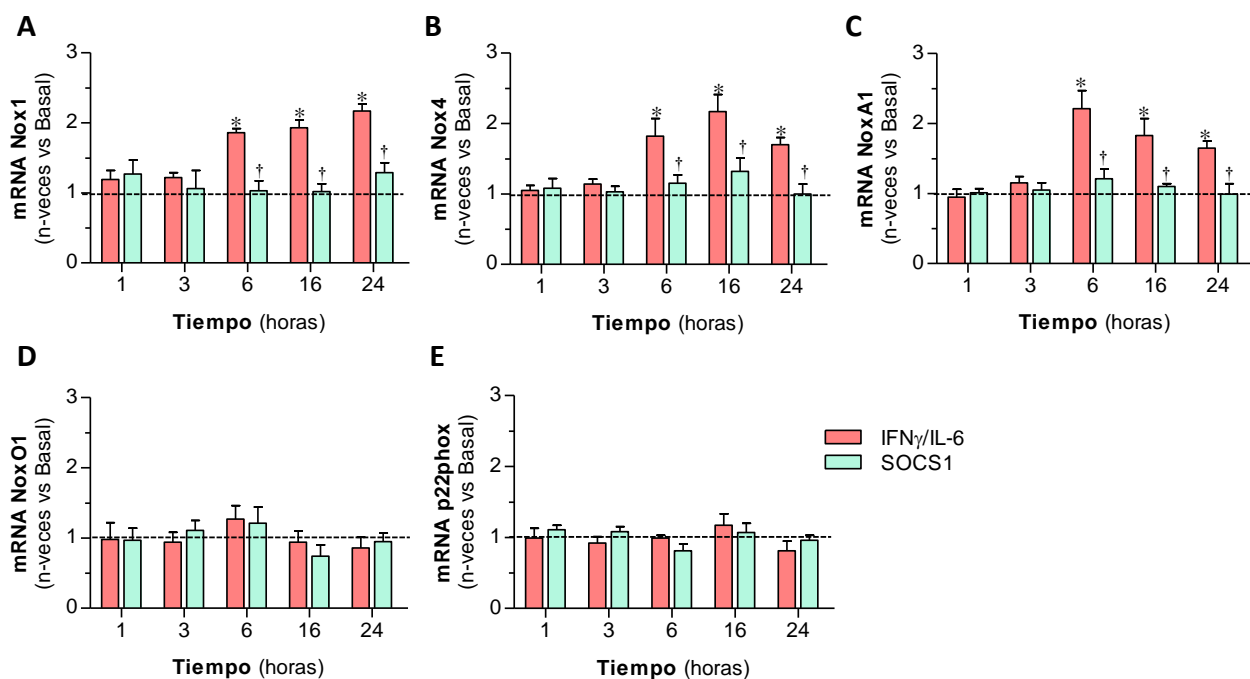 A
mRNA Nox1
(n-veces vs Basal)
3
2
1
0
* * *
† † †
1 3 6 16 24
Tiempo (horas)
B
mRNA Nox4
(n-veces vs Basal)
3
2
1
0
* * *
† † †
1 3 6 16 24
Tiempo (horas)
C
mRNA NoxA1
(n-veces vs Basal)
3
2
1
0
* * *
† † †
1 3 6 16 24
Tiempo (horas)
D
mRNA NoxO1
(n-veces vs Basal)
3
2
1
0
1 3 6 16 24
Tiempo (horas)
E
mRNA p22phox
(n-veces vs Basal)
3
2
1
0
1 3 6 16 24
Tiempo (horas)
IFNγ/IL-6
SOCS1